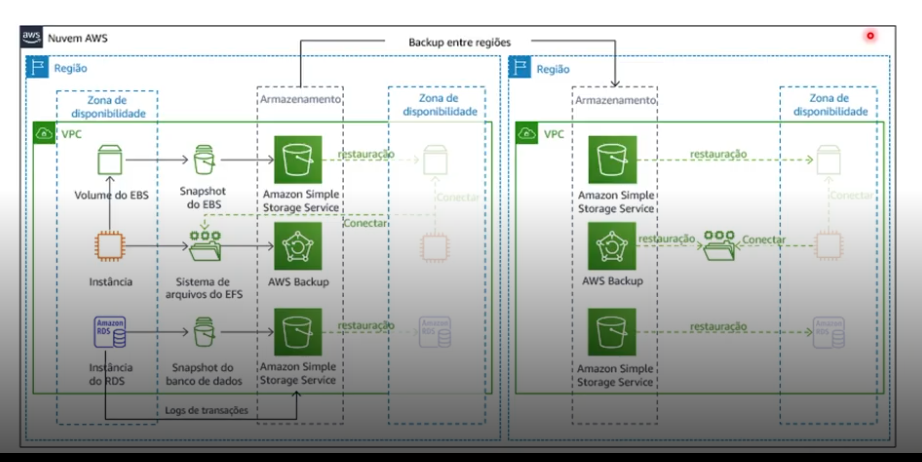 aws
Nuvem AWS
Backup entre regiões
Região
Zona de
disponibilidade
Armazenamento
Zona de
disponibilidade
VPC
restauração
Volume do EBS
Snapshot
do EBS
Amazon Simple
Storage Service
Conectar
Conectar
Instância
Sistema de
arquivos do EFS
AWS Backup
Amazon
RDS
restauração
Amazon
RDS
Instância
do RDS
Snapshot do
banco de dados
Amazon Simple
Storage Service
Logs de transações
Região
Armazenamento
Zona de
disponibilidade
VPC
restauração
Amazon Simple
Storage Service
Conectar
restauração
Conectar
AWS Backup
restauração
Amazon
RDS
Amazon Simple
Storage Service